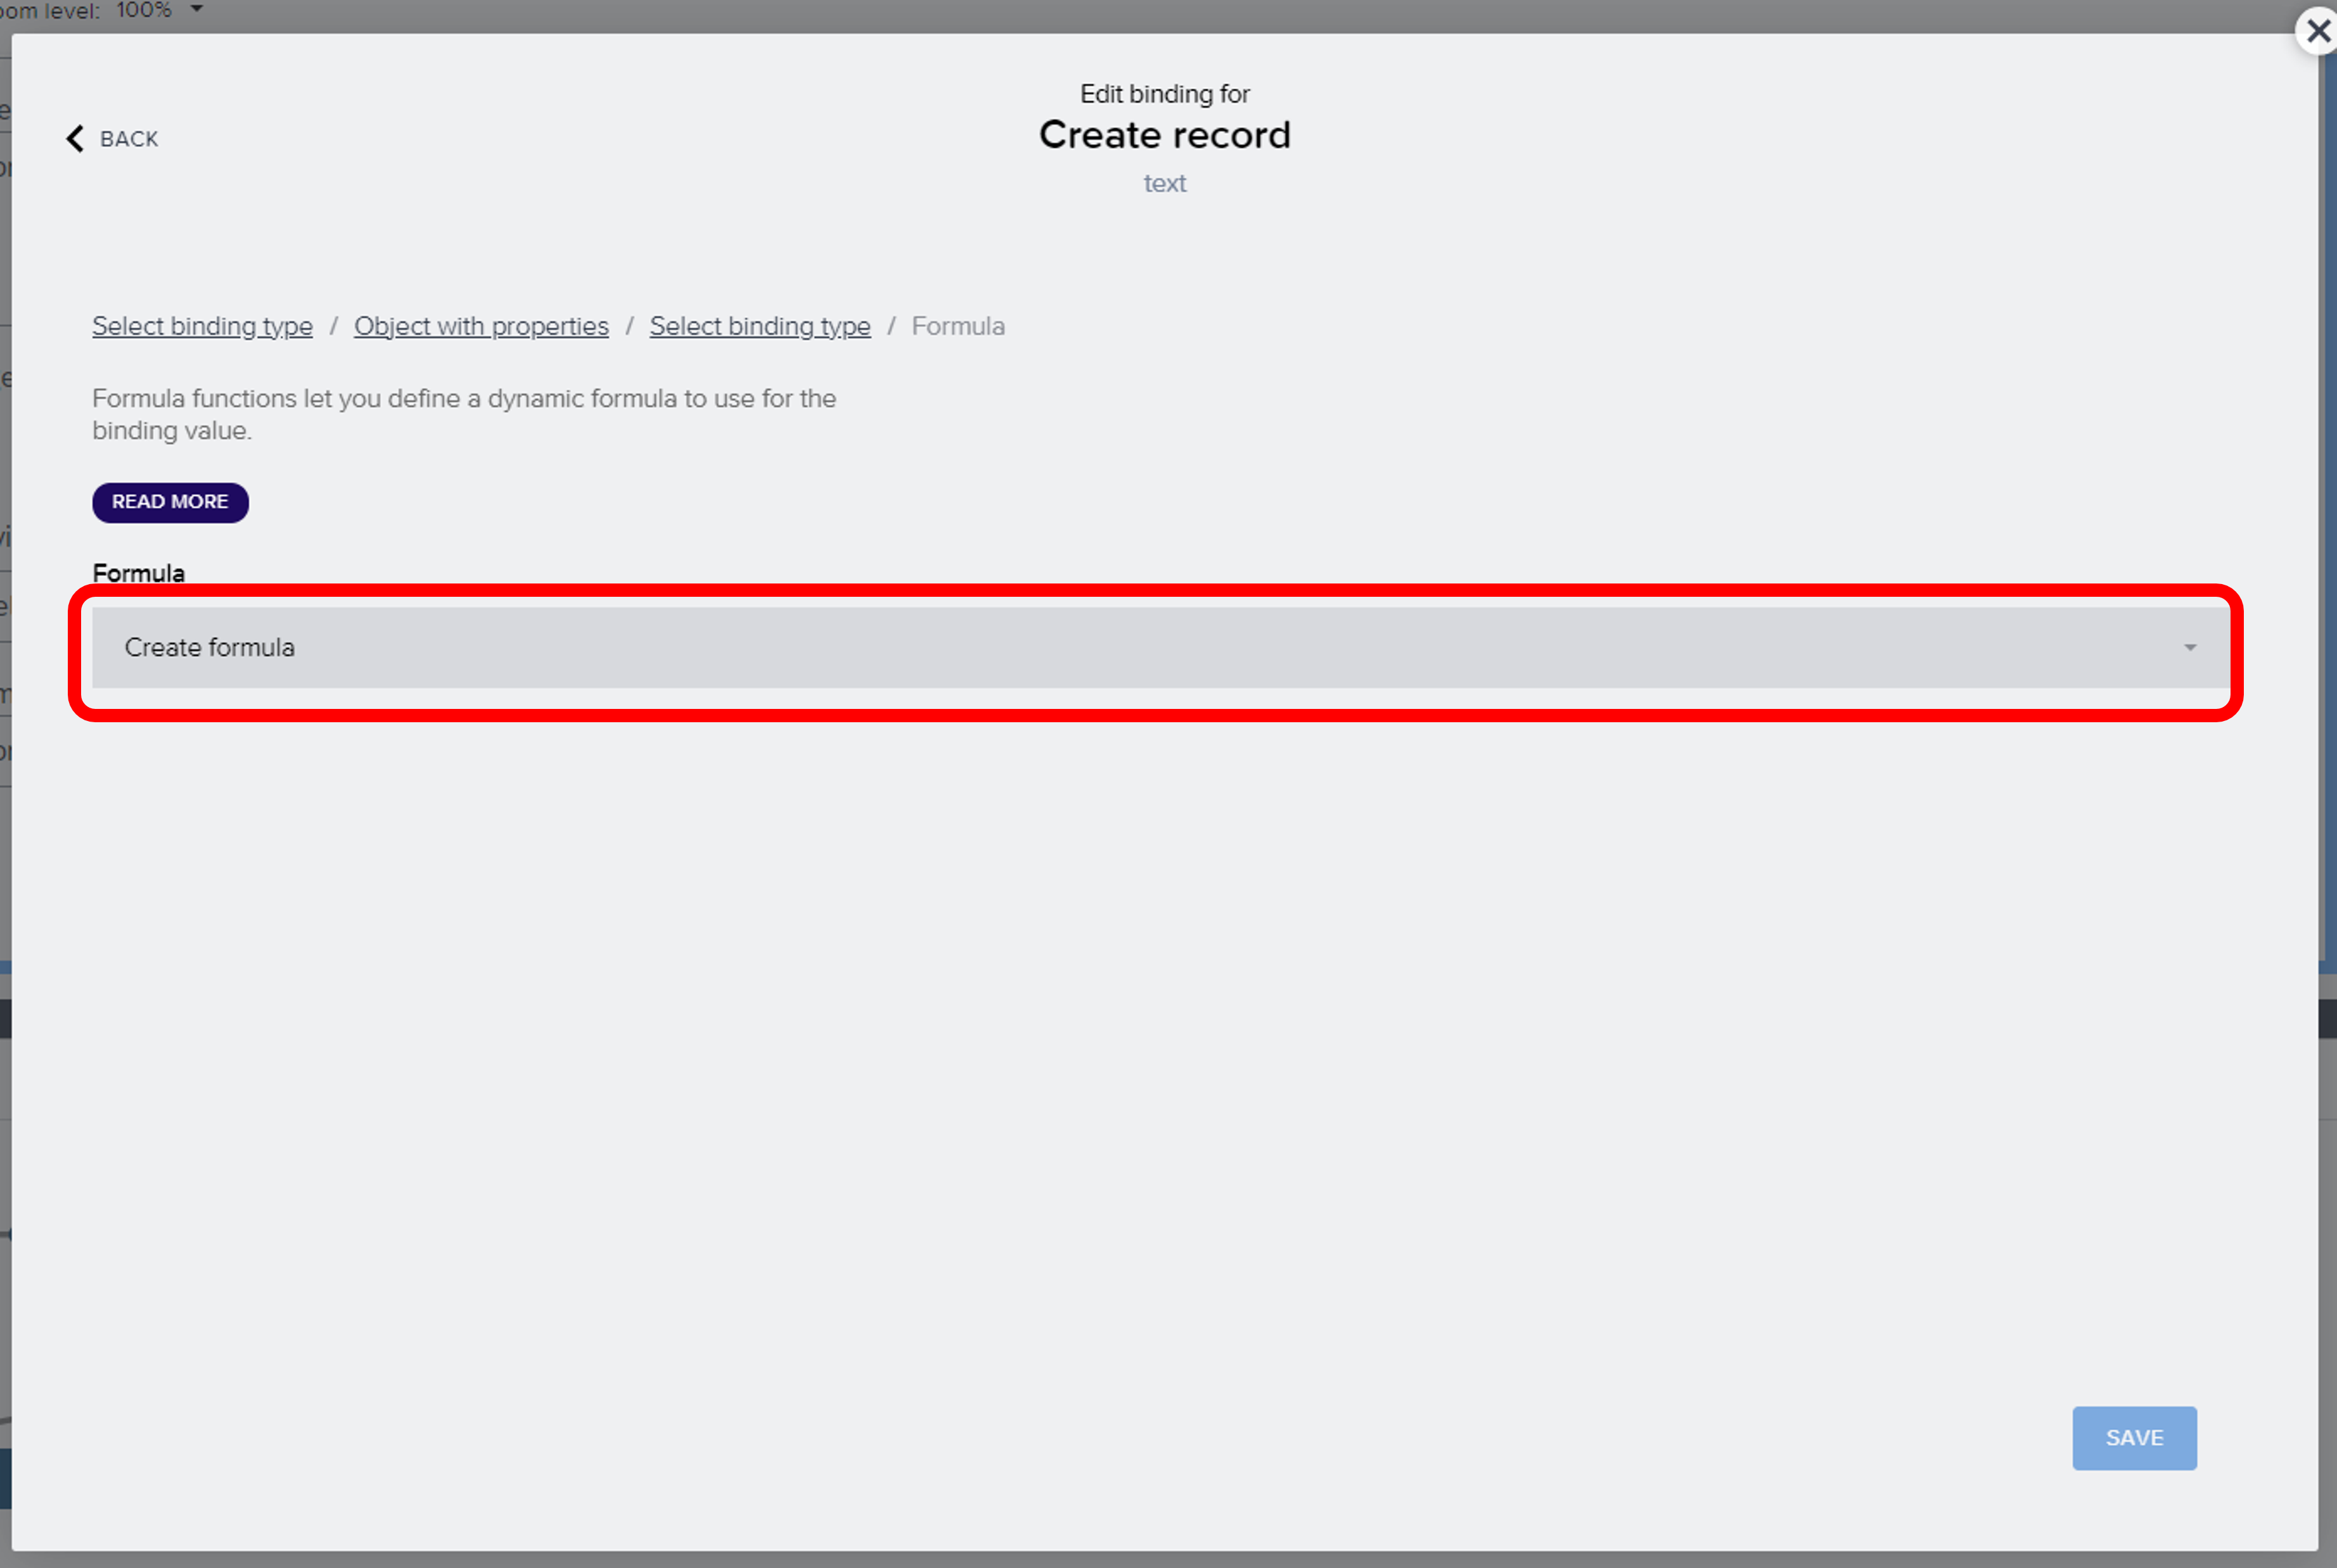 level: 100%
Edit binding for
BACK
Create record
text
Select binding type / Object with properties / Select binding type / Formula
Formula functions let you define a dynamic formula to use for the
binding value.
READ MORE
Formula
Create formula
SAVE